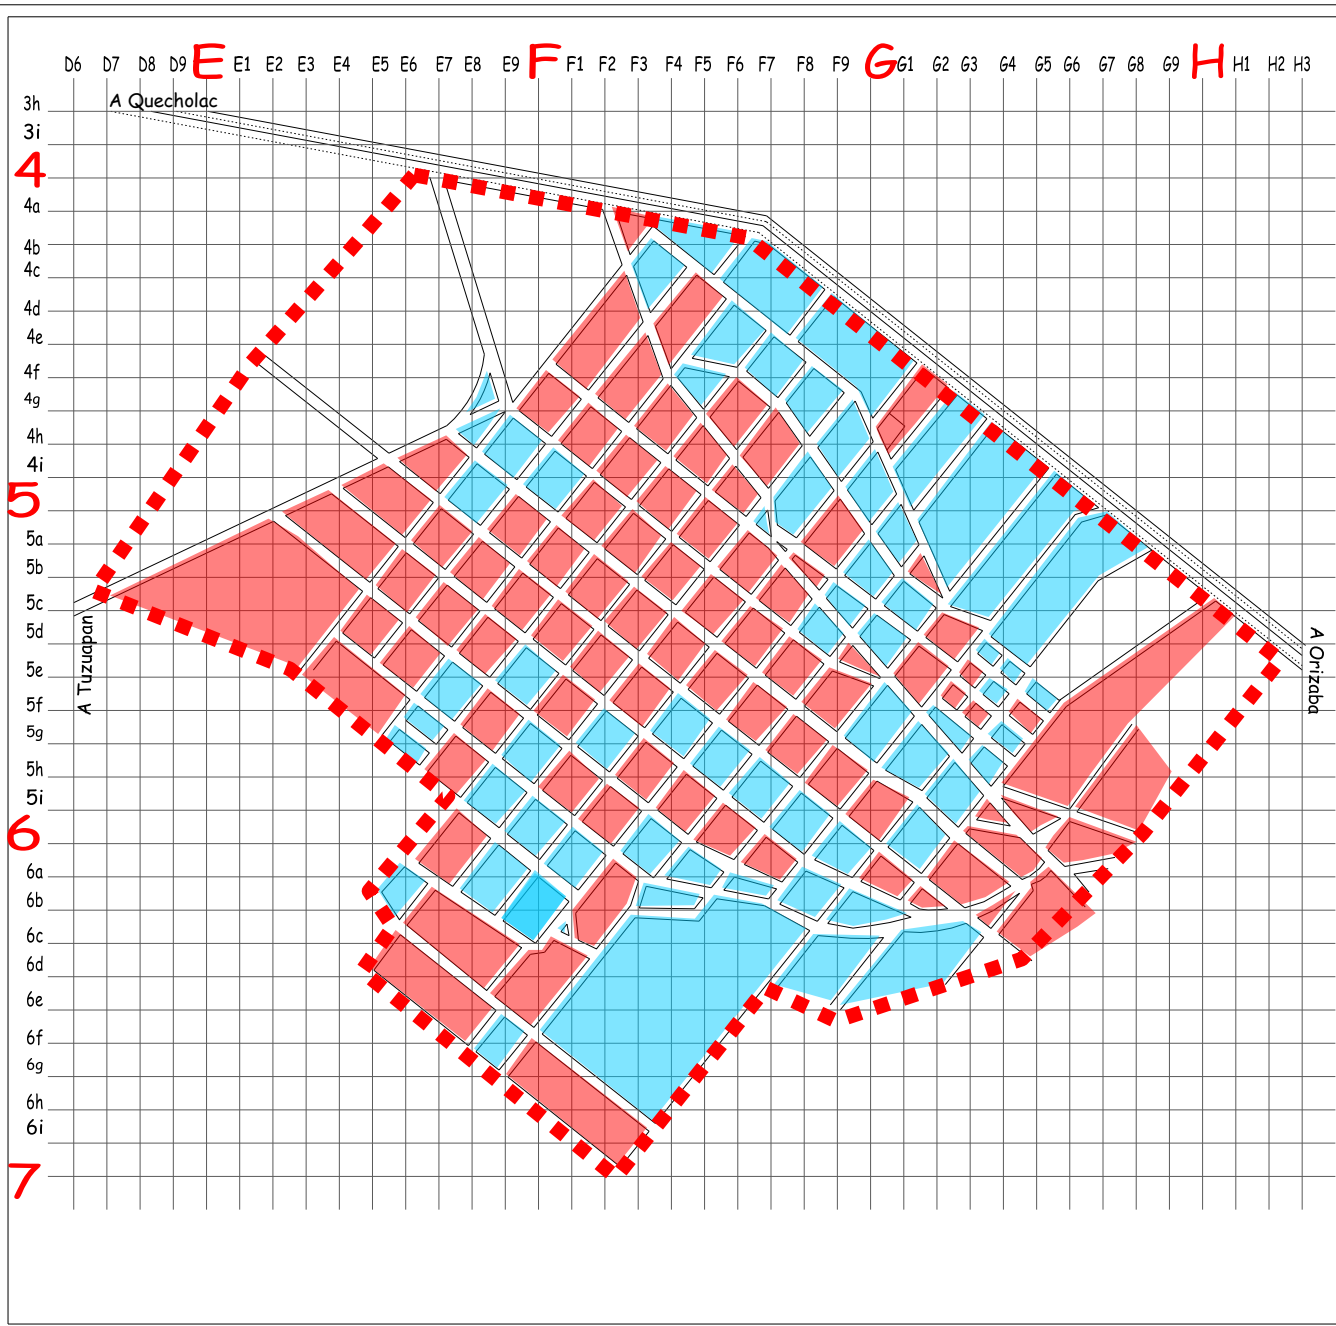 D6 D7 D8 D9 E E1 E2 E3 E4 E5 E6 E7 E8 E9 F F1 F2 F3 F4 F5 F6 F7 F8 F9 G G1 G2 G3 G4 G5 G6 G7 G8 G9 H H1 H2 H3
3h
A Quecholac
3i
4
4a
4b
4c
4d
4e
4f
4g
4h
4i
5
5a
5b
5c
5d
5e
5f
5g
5h
5i
6
6a
6b
6c
6d
6e
6f
6g
6h
6i
7
A Tuzuapan
A Orizaba